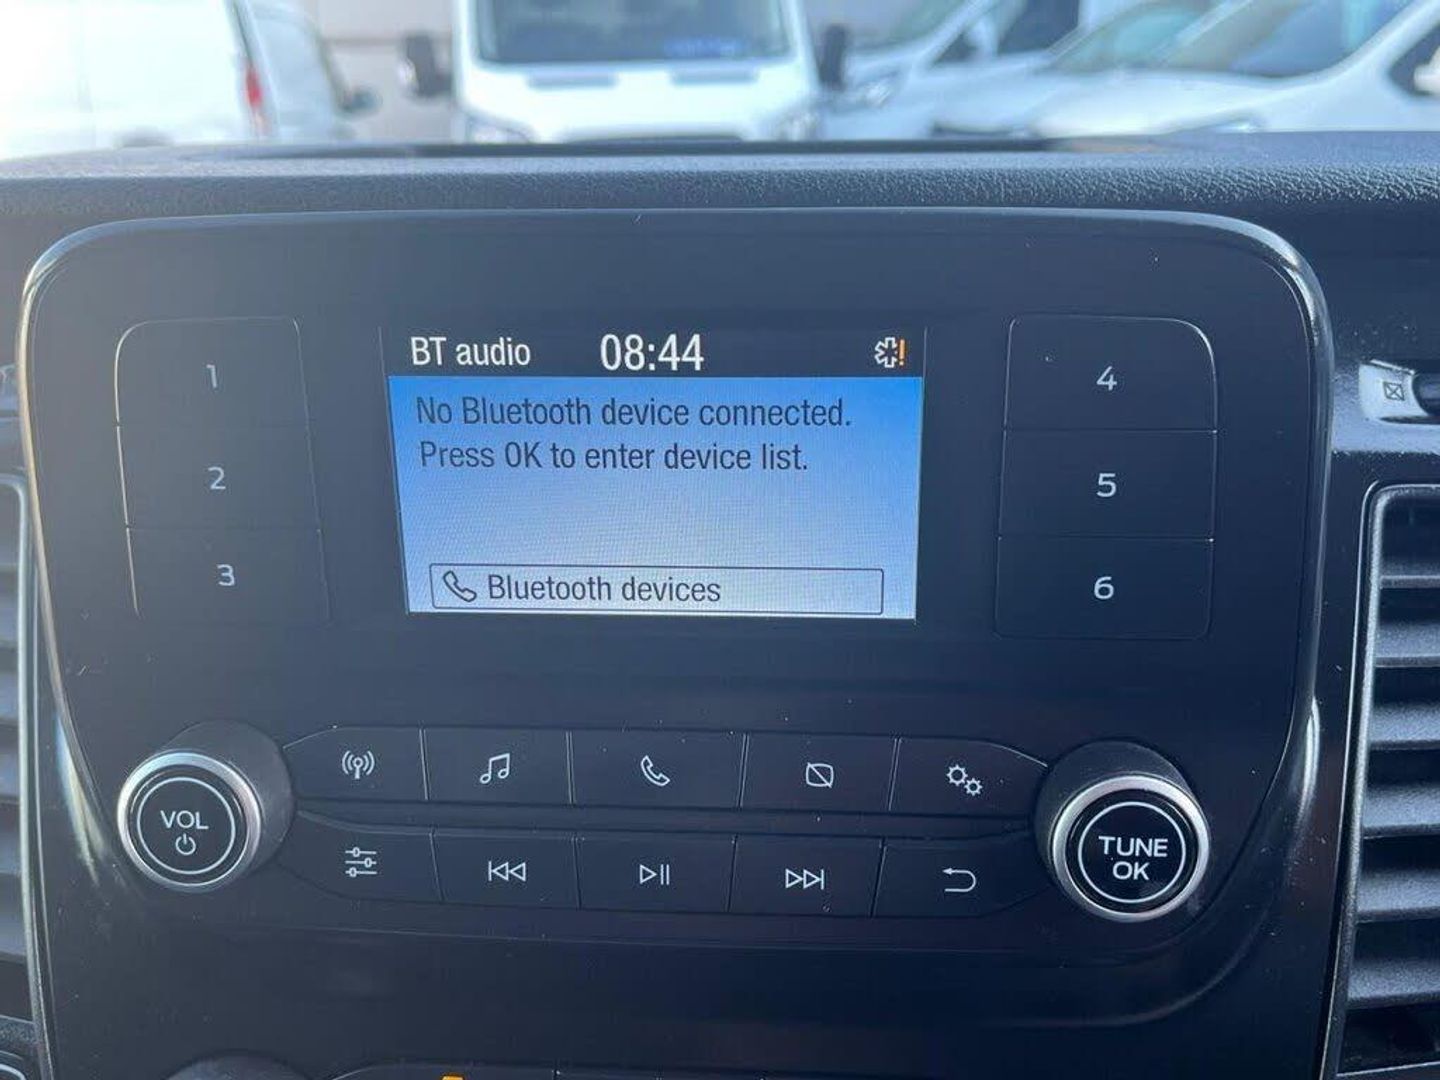 BT audio 08:44
No Bluetooth device connected.
Press OK to enter device list.
Bluetooth devices
1
2
3
4
5
6
VOL
TUNE
OK